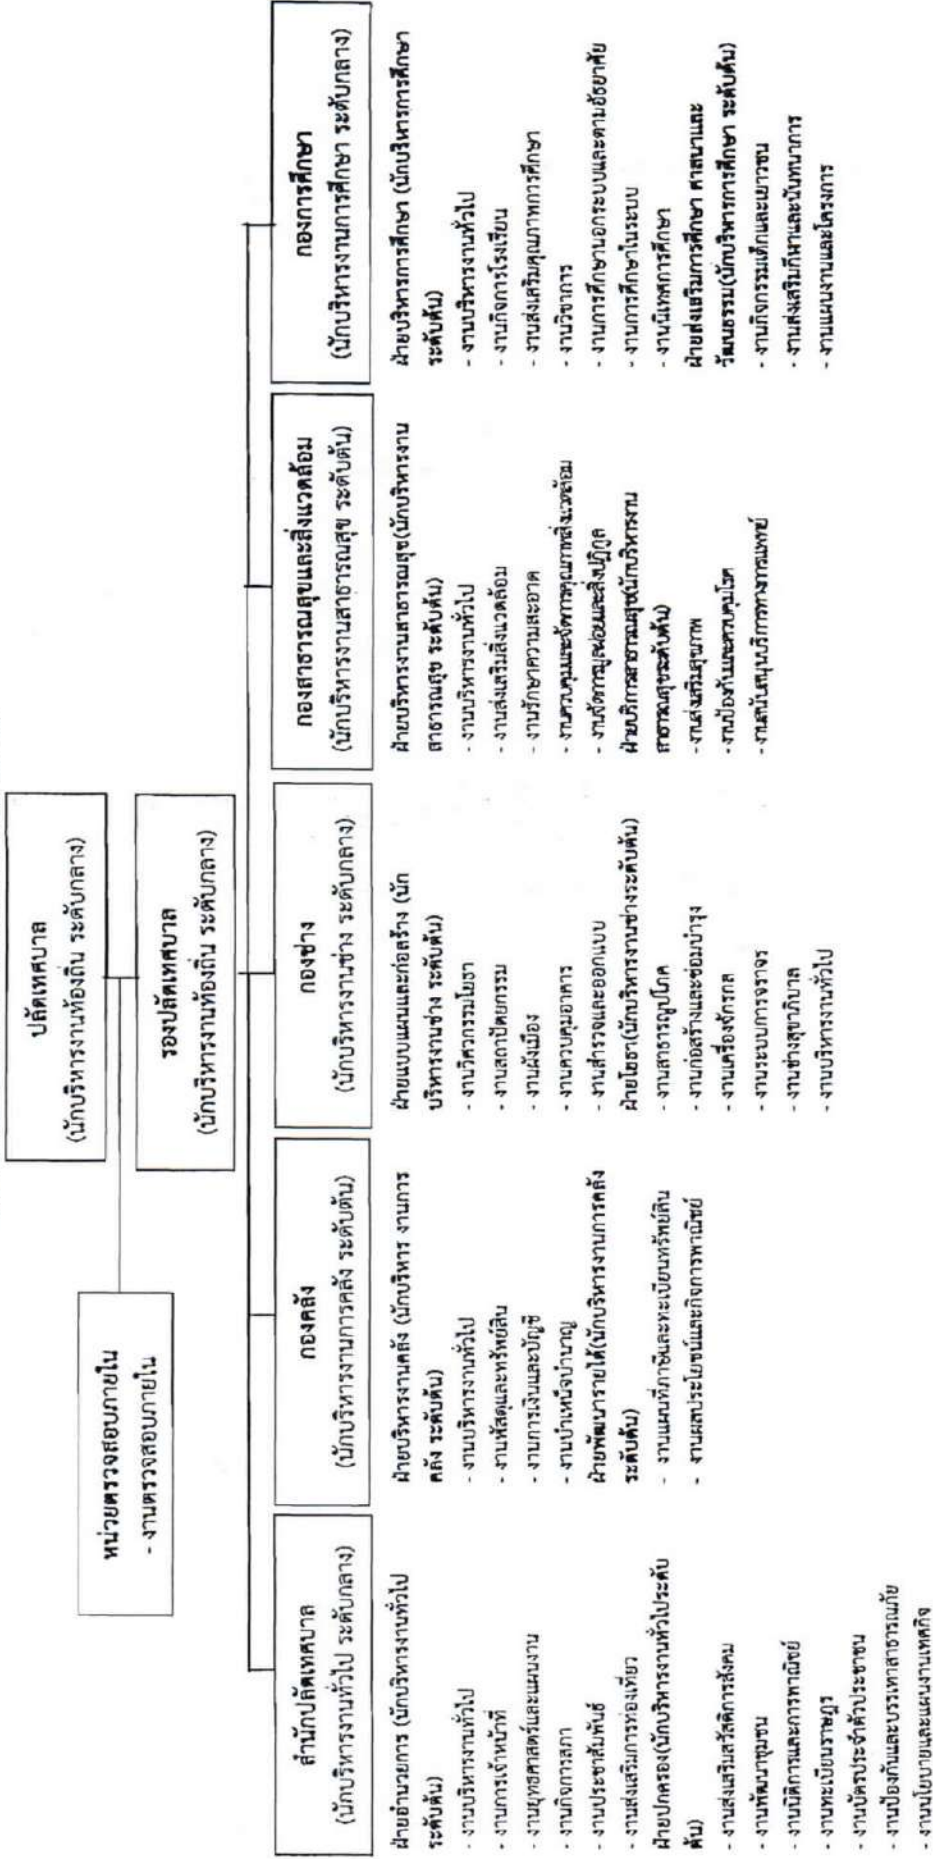 ปลัดเทศบาล
(นักบริหารงานท้องถิ่น ระดับกลาง)
หน่วยตรวจสอบภายใน
- งานตรวจสอบภายใน
รองปลัดเทศบาล
(นักบริหารงานท้องถิ่น ระดับกลาง)
สำนักปลัดเทศบาล
(นักบริหารงานทั่วไป ระดับกลาง)
ฝ่ายอำนวยการ (นักบริหารงานทั่วไป
ระดับต้น)
- งานบริหารงานทั่วไป
- งานการเจ้าหน้าที่
- งานยุทธศาสตร์และแผนงาน
- งานกิจการสภา
- งานประชาสัมพันธ์
- งานส่งเสริมการท่องเที่ยว
ฝ่ายปกครอง(นักบริหารงานทั่วไประดับ
ต้น)
- งานส่งเสริมสวัสดิการสังคม
- งานพัฒนาชุมชน
- งานนิติการและการพาณิชย์
- งานทะเบียนราษฎร
- งานบัตรประจำตัวประชาชน
- งานป้องกันและบรรเทาสาธารณภัย
- งานนโยบายและแผนงานเทศกิจ
กองคลัง
(นักบริหารงานการคลัง ระดับต้น)
ฝ่ายบริหารงานคลัง (นักบริหาร งานการ
คลัง ระดับต้น)
- งานบริหารงานทั่วไป
- งานพัสดุและทรัพย์สิน
- งานการเงินและบัญชี
- งานบำเหน็จบำนาญ
ฝ่ายพัฒนารายได้(นักบริหารงานการคลัง
ระดับต้น)
- งานแผนที่ภาษีและทะเบียนทรัพย์สิน
- งานผลประโยชน์และกิจการพาณิชย์
กองช่าง
(นักบริหารงานช่าง ระดับกลาง)
ฝ่ายแบบแผนและก่อสร้าง (นัก
บริหารงานช่าง ระดับต้น)
- งานวิศวกรรมโยธา
- งานสถาปัตยกรรม
- งานผังเมือง
- งานควบคุมอาคาร
- งานสำรวจและออกแบบ
ฝ่ายโยธา(นักบริหารงานช่างระดับต้น)
- งานสาธารณูปโภค
- งานก่อสร้างและซ่อมบำรุง
- งานเครื่องจักรกล
- งานระบบการจราจร
- งานช่างสุขาภิบาล
- งานบริหารงานทั่วไป
กองสาธารณสุขและสิ่งแวดล้อม
(นักบริหารงานสาธารณสุข ระดับต้น)
ฝ่ายบริหารงานสาธารณสุข(นักบริหารงาน
สาธารณสุข ระดับต้น)
- งานบริหารงานทั่วไป
- งานส่งเสริมสิ่งแวดล้อม
- งานรักษาความสะอาด
- งานควบคุมและจัดการคุณภาพสิ่งแวดล้อม
- งานจัดการมูลฝอยและสิ่งปฏิกูล
ฝ่ายบริการสาธารณสุข(นักบริหารงาน
สาธารณสุขระดับต้น)
- งานส่งเสริมสุขภาพ
- งานป้องกันและควบคุมโรค
- งานสนับสนุนบริการทางการแพทย์
กองการศึกษา
(นักบริหารงานการศึกษา ระดับกลาง)
ฝ่ายบริหารการศึกษา (นักบริหารการศึกษา
ระดับต้น)
- งานบริหารงานทั่วไป
- งานกิจการโรงเรียน
- งานส่งเสริมคุณภาพการศึกษา
- งานวิชาการ
- งานการศึกษานอกระบบและตามอัธยาศัย
- งานการศึกษาในระบบ
- งานนิเทศการศึกษา
ฝ่ายส่งเสริมการศึกษา ศาสนาและ
วัฒนธรรม(นักบริหารการศึกษา ระดับต้น)
- งานกิจกรรมเด็กและเยาวชน
- งานส่งเสริมกีฬาและนันทนาการ
- งานแผนงานและโครงการ